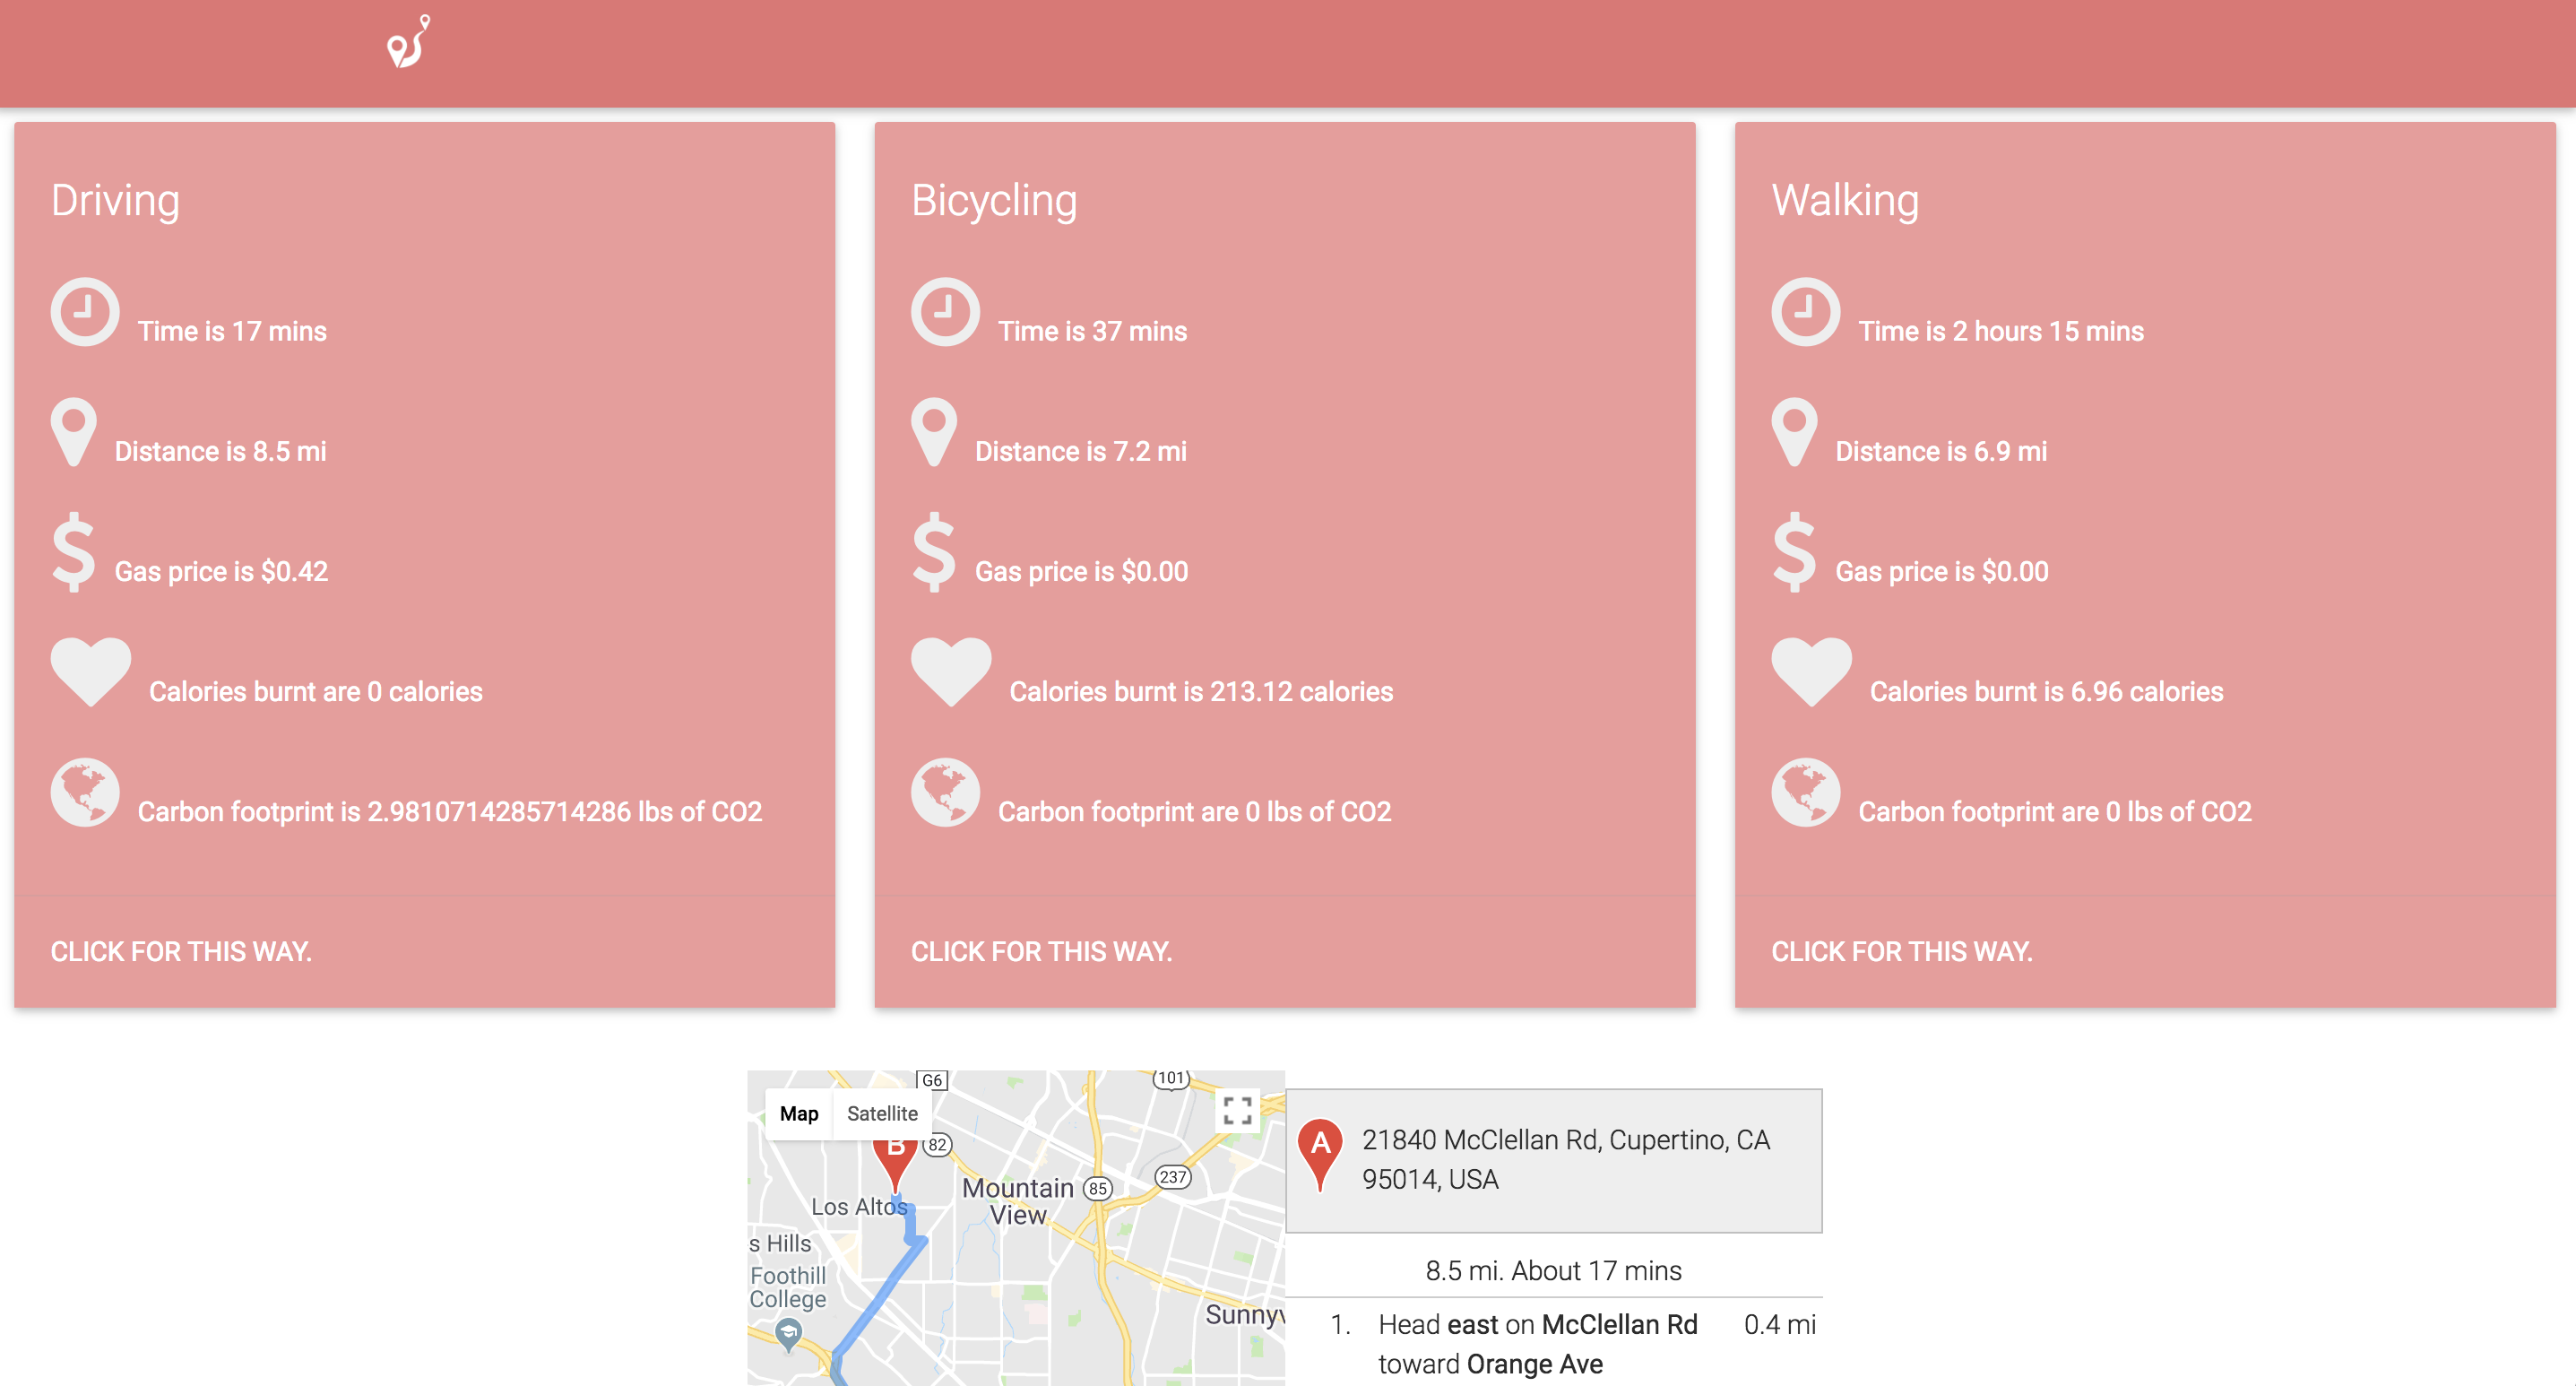 Driving
Time is 17 mins
Distance is 8.5 mi
Gas price is $0.42
Calories burnt are 0 calories
Carbon footprint is 2.9810714285714286 lbs of CO2
CLICK FOR THIS WAY.
Bicycling
Time is 37 mins
Distance is 7.2 mi
Gas price is $0.00
Calories burnt is 213.12 calories
Carbon footprint are 0 lbs of CO2
CLICK FOR THIS WAY.
Walking
Time is 2 hours 15 mins
Distance is 6.9 mi
Gas price is $0.00
Calories burnt is 6.96 calories
Carbon footprint are 0 lbs of CO2
CLICK FOR THIS WAY.
G6
101
Map Satellite
B
82
237
Mountain
View
85
Los Altos
s Hills
Foothill
College
Sunnyv
A
21840 McClellan Rd, Cupertino, CA
95014, USA
8.5 mi. About 17 mins
1. Head east on McClellan Rd 0.4 mi
toward Orange Ave